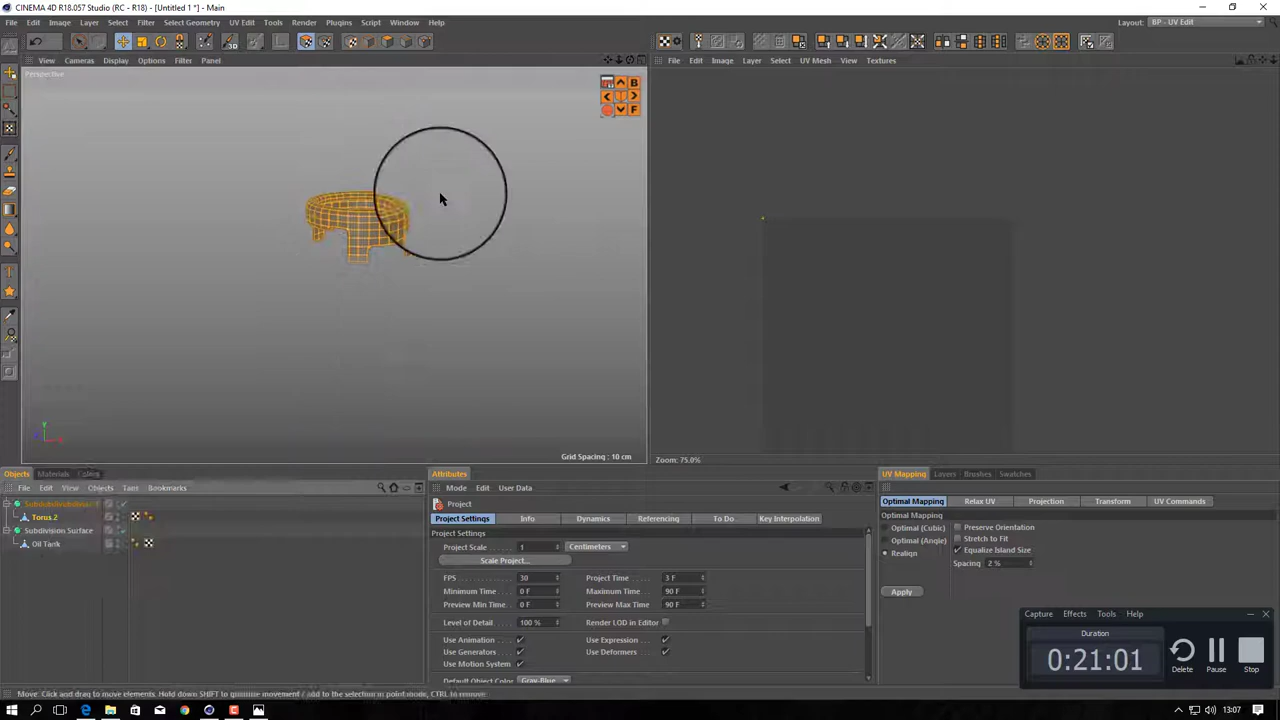 CINEMA 4D R18.057 Studio (RC - R18) - [Untitled 1 *] - Main
File Edit Image Layer Select Filter Select Geometry UV Edit Tools Render Plugins Script Window Help
Layout: BP - UV Edit
View Cameras Display Options Filter Panel
File Edit Image Layer Select UV Mesh View Textures
Perspective
B
F
Y
Grid Spacing : 10 cm
Zoom: 75.0%
Objects Materials
File Edit View Objects Tags Bookmarks
Torus 2
Subdivision Surface
Oil Tank
Attributes
Mode Edit User Data
Project
Project Settings Info Dynamics Referencing To Do Key Interpolation
Project Settings
Project Scale 1 Centimeters
Scale Project...
FPS 30 Project Time 3 F
Minimum Time 0 F Maximum Time 90 F
Preview Min Time 0 F Preview Max Time 90 F
Level of Detail 100 % Render LOD in Editor
Use Animation Use Expression
Use Generators Use Deformers
Use Motion System
Default Object Color Gray-Blue
UV Mapping Layers Brushes Swatches
Optimal Mapping Relax UV Projection Transform UV Commands
Optimal Mapping
Optimal (Cubic) Preserve Orientation
Optimal (Angle) Stretch to Fit
Realign Equalize Island Size
Spacing 2 %
Apply
Capture Effects Tools Help
Duration
0:21:01
Delete Pause Stop
Move: Click and drag to move elements. Hold down SHIFT to quantize movement / add to the selection in point mode, CTRL to remove.
13:07